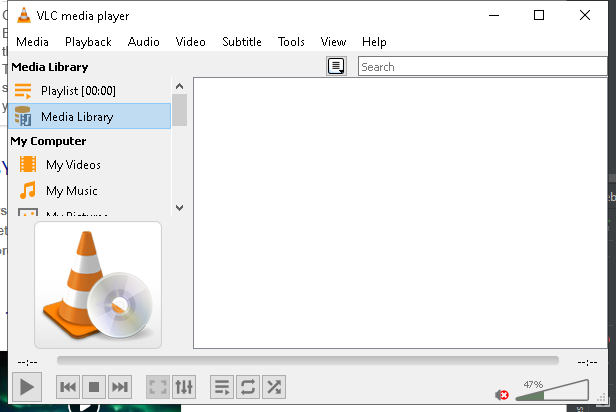 VLC media player
Media Playback Audio Video Subtitle Tools View Help
Media Library
Search
Playlist [00:00]
Media Library
My Computer
My Videos
My Music
My Pictures
--:--
--:--
47%